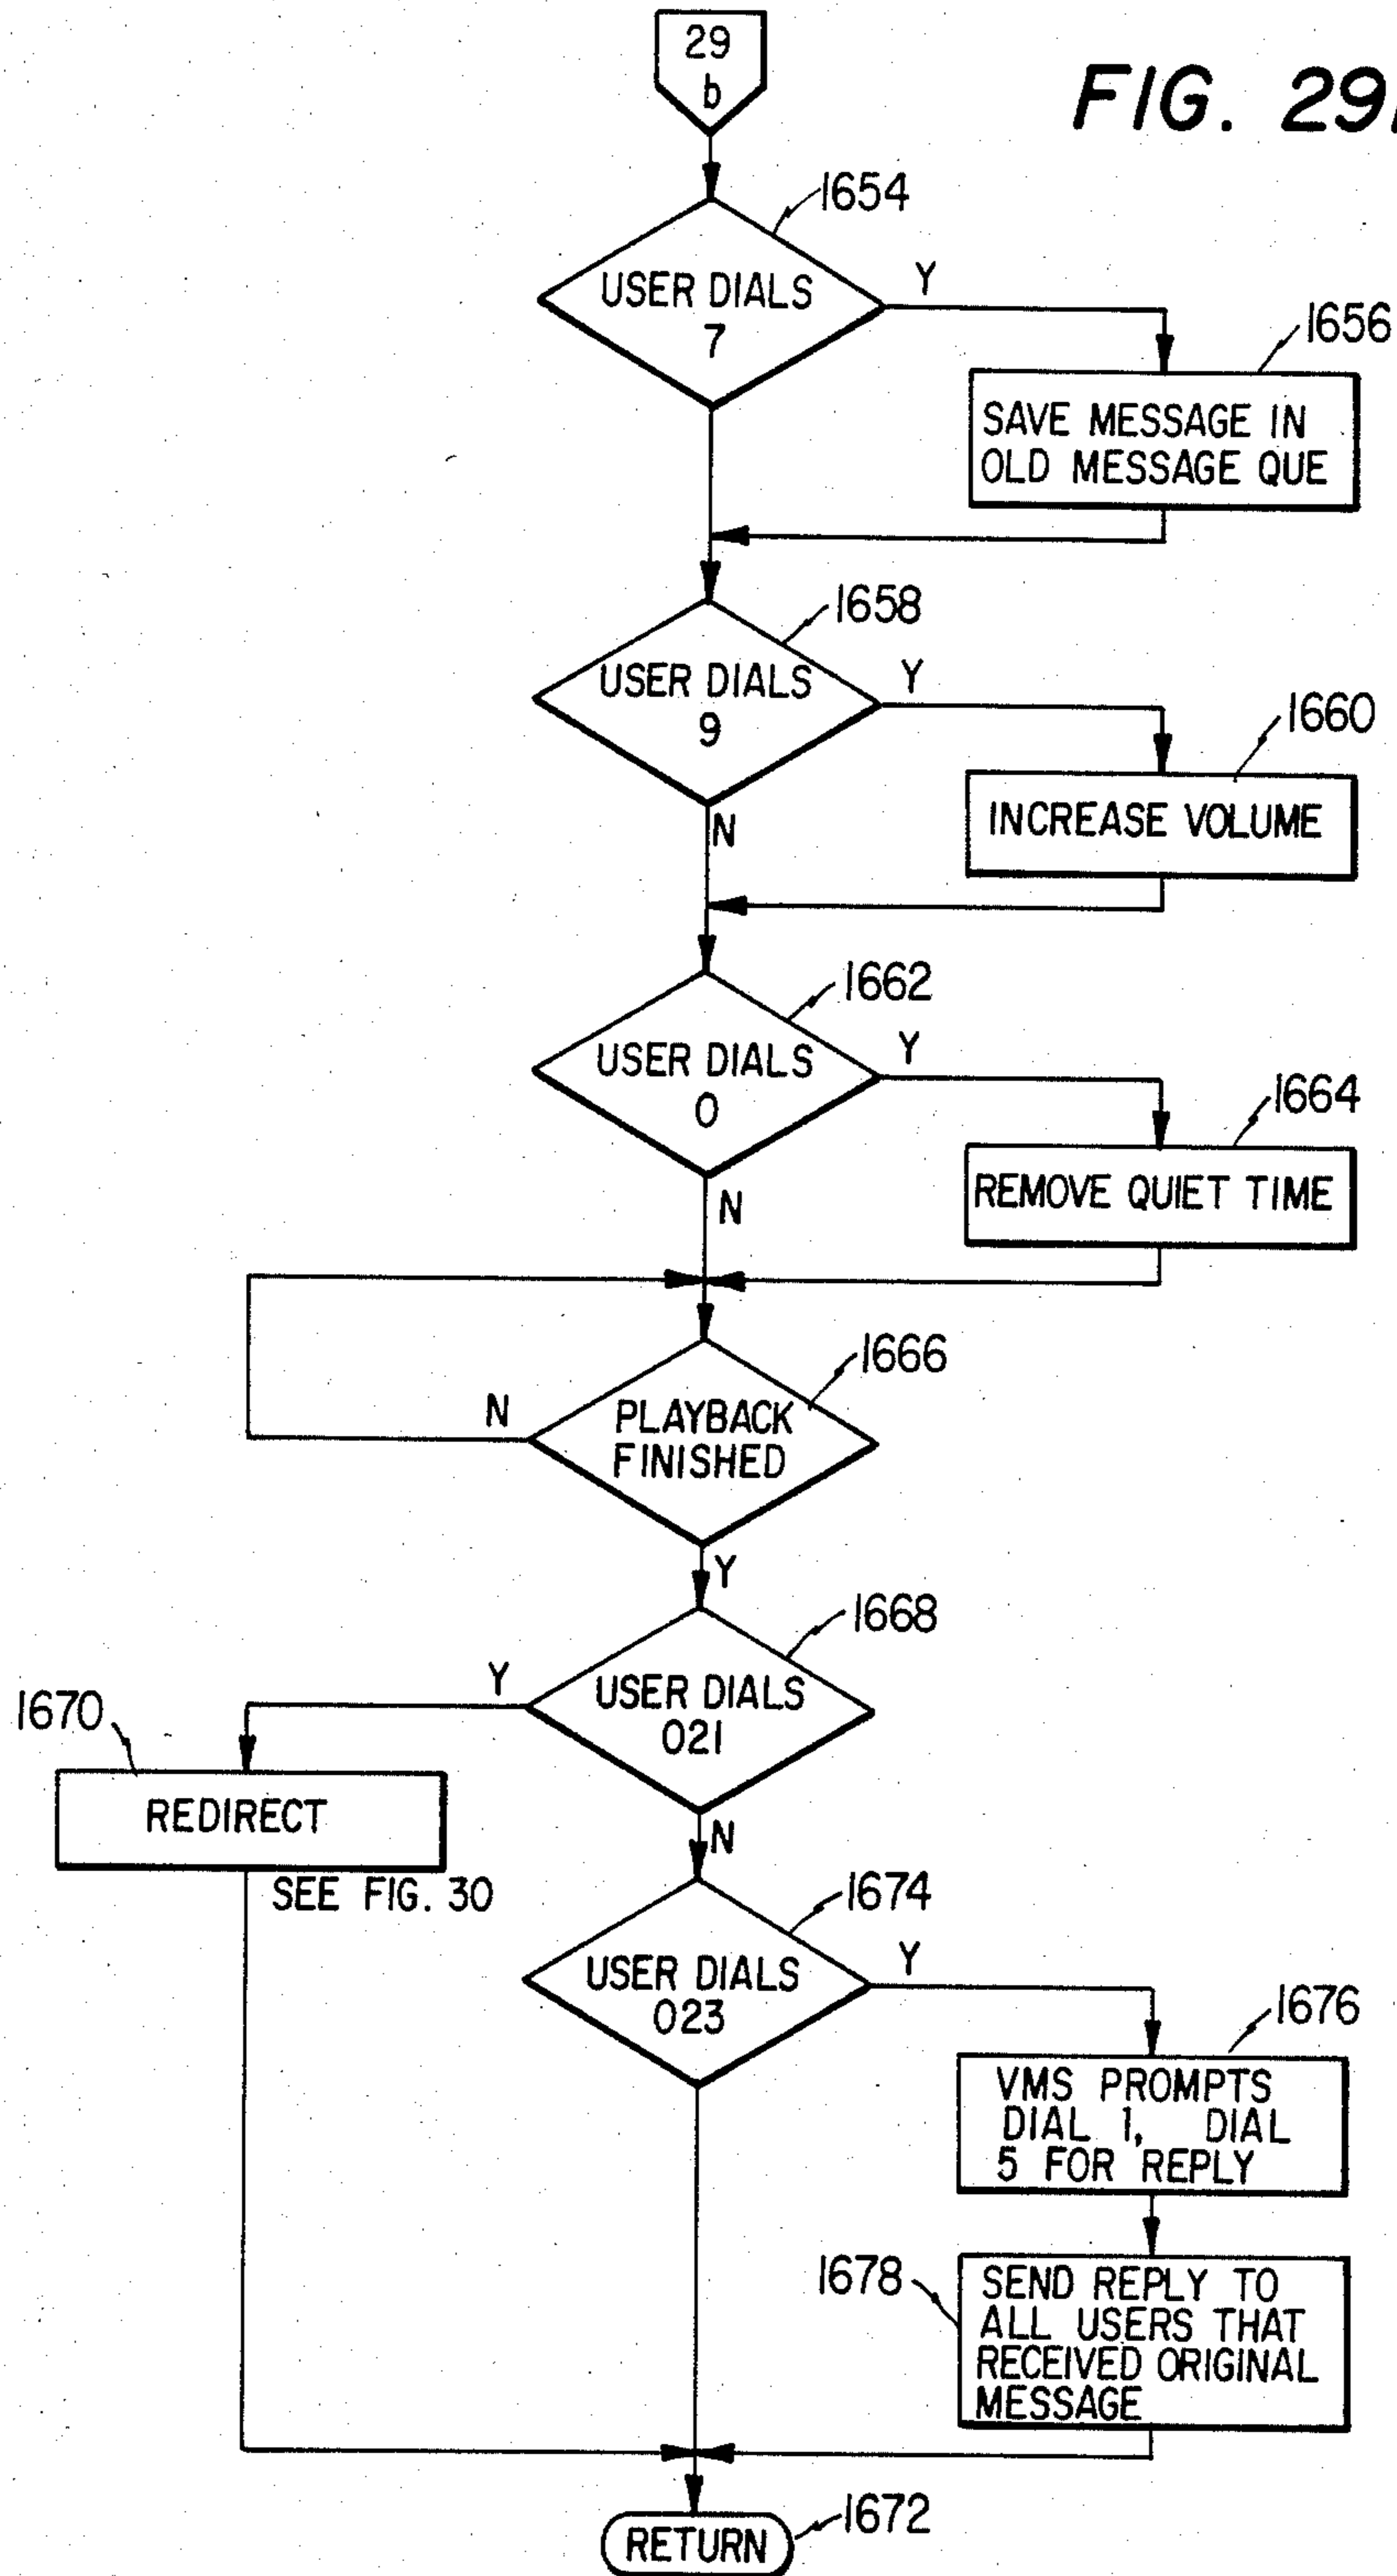 29
b
FIG. 29
1654
USER DIALS
7
Y
1656
SAVE MESSAGE IN
OLD MESSAGE QUE
1658
USER DIALS
9
Y
1660
INCREASE VOLUME
N
1662
USER DIALS
0
Y
1664
REMOVE QUIET TIME
N
1666
PLAYBACK
FINISHED
N
Y
1668
USER DIALS
021
Y
1670
REDIRECT
SEE FIG. 30
N
1674
USER DIALS
023
Y
1676
VMS PROMPTS
DIAL 1, DIAL
5 FOR REPLY
1678
SEND REPLY TO
ALL USERS THAT
RECEIVED ORIGINAL
MESSAGE
RETURN
1672